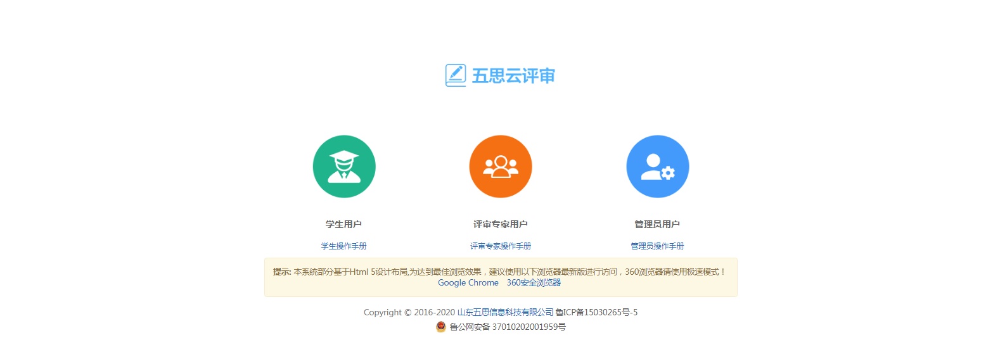 五思云评审
学生用户 评审专家用户 管理员用户
学生操作手册 评审专家操作手册 管理员操作手册
提示: 本系统部分基于Html 5设计布局,为达到最佳浏览效果，建议使用以下浏览器最新版进行访问，360浏览器请使用极速模式！
Google Chrome 360安全浏览器
Copyright © 2016-2020 山东五思信息科技有限公司 鲁ICP备15030265号-5
鲁公网安备 37010202001959号